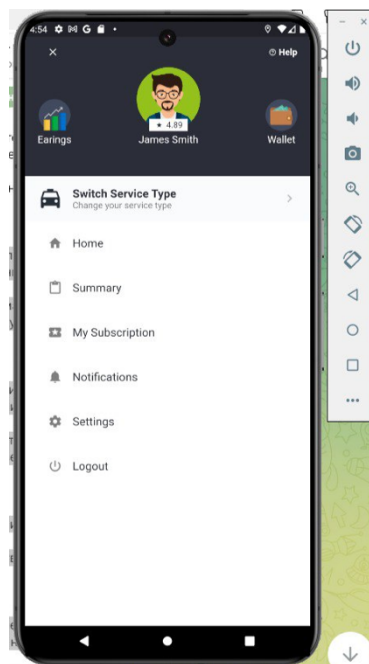 4:54
Help
★ 4.89
Earings
James Smith
Wallet
Switch Service Type
Change your service type
Home
Summary
My Subscription
Notifications
Settings
Logout